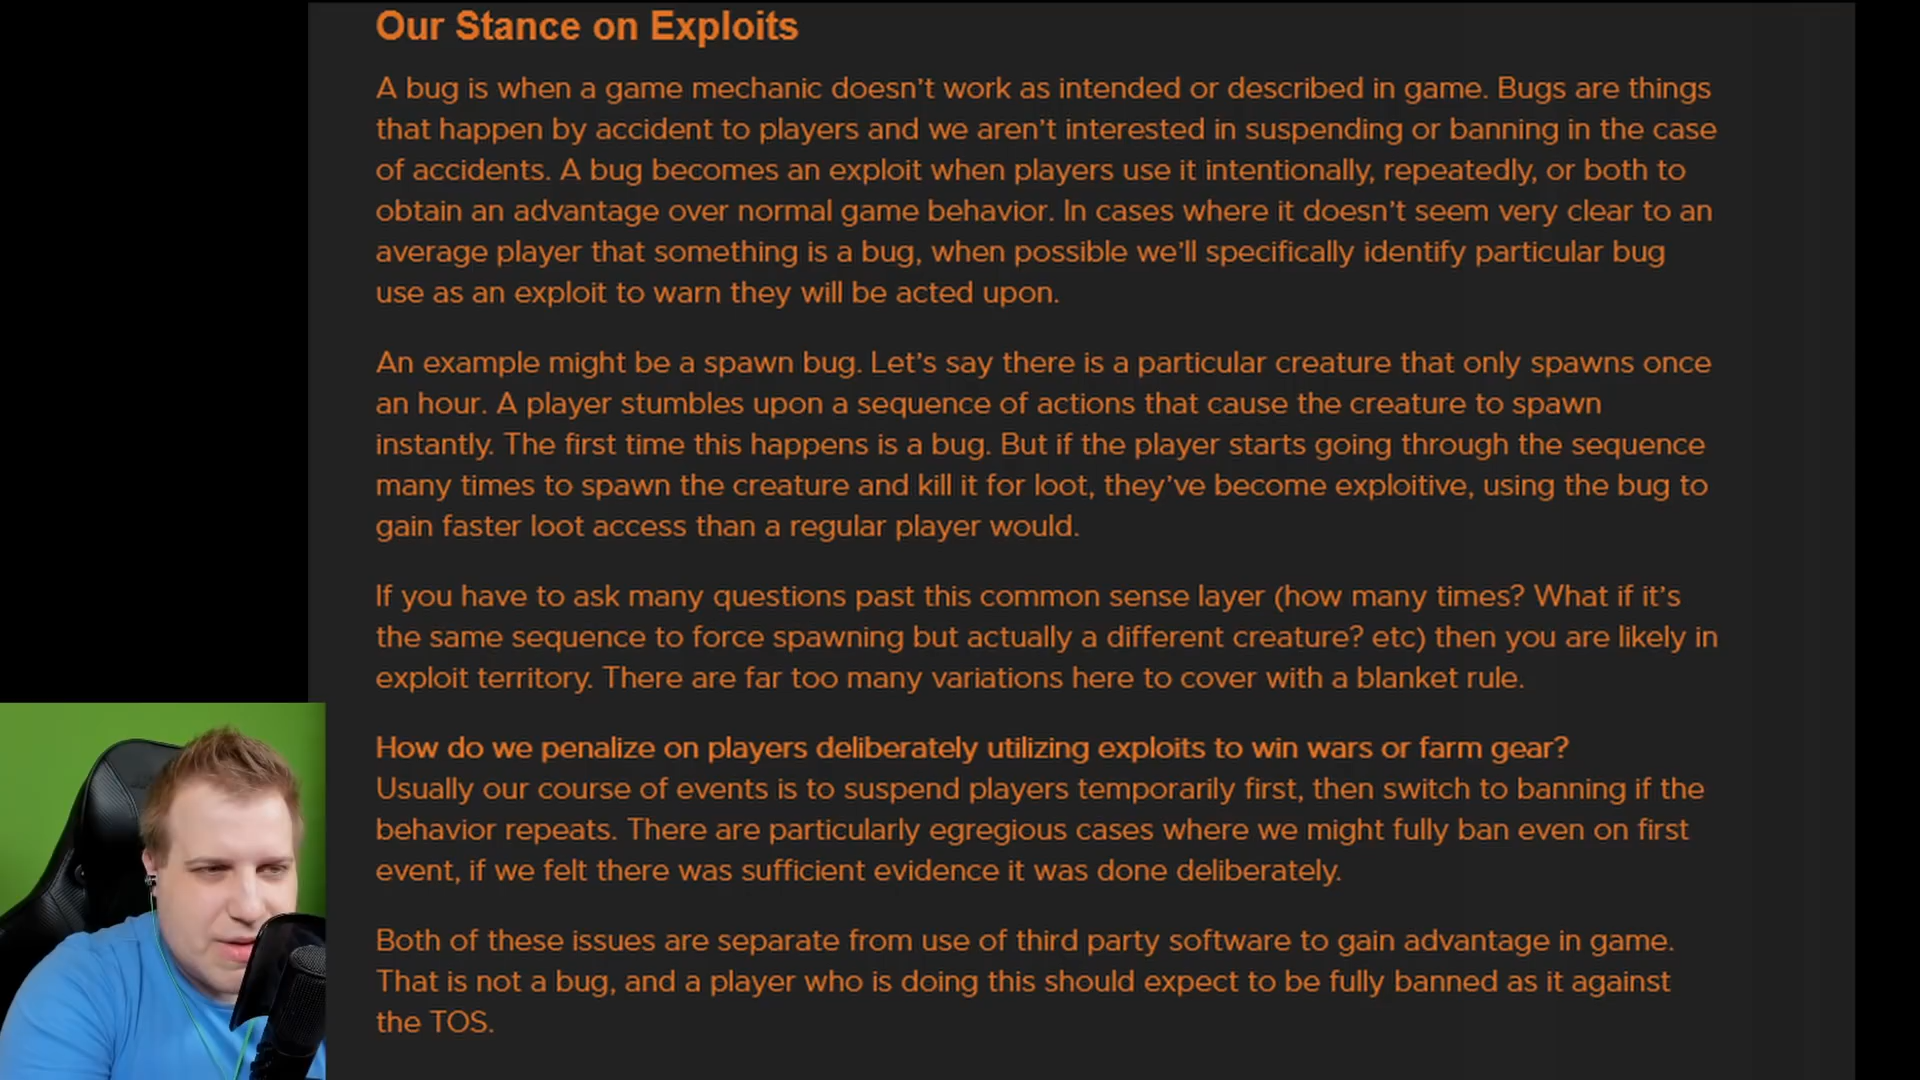 Our Stance on Exploits
A bug is when a game mechanic doesn't work as intended or described in game. Bugs are things
that happen by accident to players and we aren't interested in suspending or banning in the case
of accidents. A bug becomes an exploit when players use it intentionally, repeatedly, or both to
obtain an advantage over normal game behavior. In cases where it doesn't seem very clear to an
average player that something is a bug, when possible we'll specifically identify particular bug
use as an exploit to warn they will be acted upon.
An example might be a spawn bug. Let's say there is a particular creature that only spawns once
an hour. A player stumbles upon a sequence of actions that cause the creature to spawn
instantly. The first time this happens is a bug. But if the player starts going through the sequence
many times to spawn the creature and kill it for loot, they've become exploitive, using the bug to
gain faster loot access than a regular player would.
If you have to ask many questions past this common sense layer (how many times? What if it's
the same sequence to force spawning but actually a different creature? etc) then you are likely in
exploit territory. There are far too many variations here to cover with a blanket rule.
How do we penalize on players deliberately utilizing exploits to win wars or farm gear?
Usually our course of events is to suspend players temporarily first, then switch to banning if the
behavior repeats. There are particularly egregious cases where we might fully ban even on first
event, if we felt there was sufficient evidence it was done deliberately.
Both of these issues are separate from use of third party software to gain advantage in game.
That is not a bug, and a player who is doing this should expect to be fully banned as it against
the TOS.